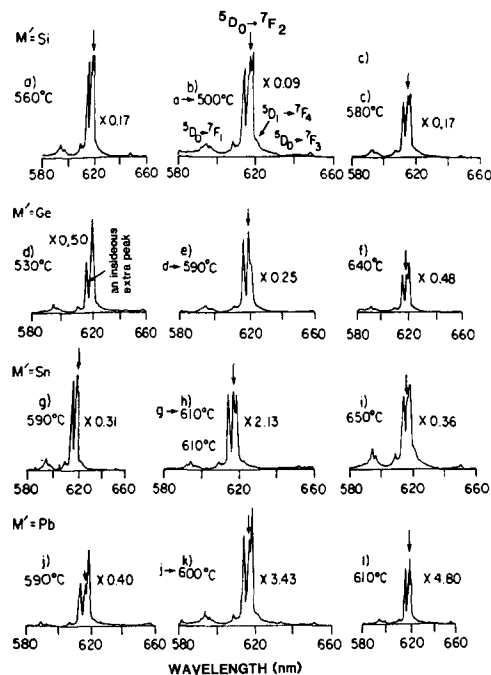 ⁵D₀→⁷F₂
M'=Si
a)
560°C
X 0.17
b)
a→500°C
X 0.09
⁵D₀→⁷F₁
⁵D₁→⁷F₄
⁵D₀→⁷F₃
c)
c)
580°C
X 0.17
580 620 660
580 620 660
580 620 660
M'=Ge
d)
530°C
X 0.50
an insideous
extra peak
e)
d→590°C
X 0.25
f)
640°C
X 0.48
580 620 660
580 620 660
580 620 660
M'=Sn
g)
590°C
X 0.31
h)
g→610°C
610°C
X 2.13
i)
650°C
X 0.36
580 620 660
580 620 660
580 620 660
M'=Pb
j)
590°C
X 0.40
k)
j→600°C
X 3.43
l)
610°C
X 4.80
580 620 660
580 620 660
580 620 660
WAVELENGTH (nm)